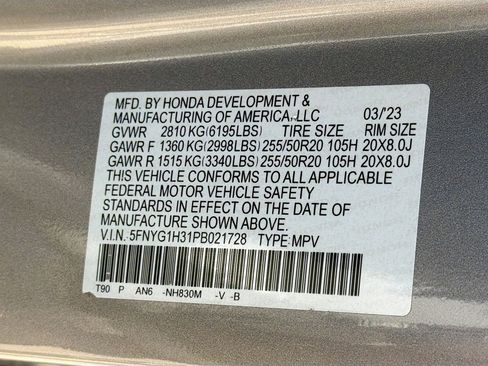 MFD. BY HONDA DEVELOPMENT &
MANUFACTURING OF AMERICA,LLC 03/'23
GVWR 2810 KG(6195LBS) TIRE SIZE RIM SIZE
GAWR F 1360 KG(2998LBS) 255/50R20 105H 20X8.0J
GAWR R 1515 KG(3340LBS) 255/50R20 105H 20X8.0J
THIS VEHICLE CONFORMS TO ALL APPLICABLE
FEDERAL MOTOR VEHICLE SAFETY
STANDARDS IN EFFECT ON THE DATE OF
MANUFACTURE SHOWN ABOVE.
V.I.N. 5FNYG1H31PB021728 TYPE: MPV
T90 P AN6 -NH830M -V -B